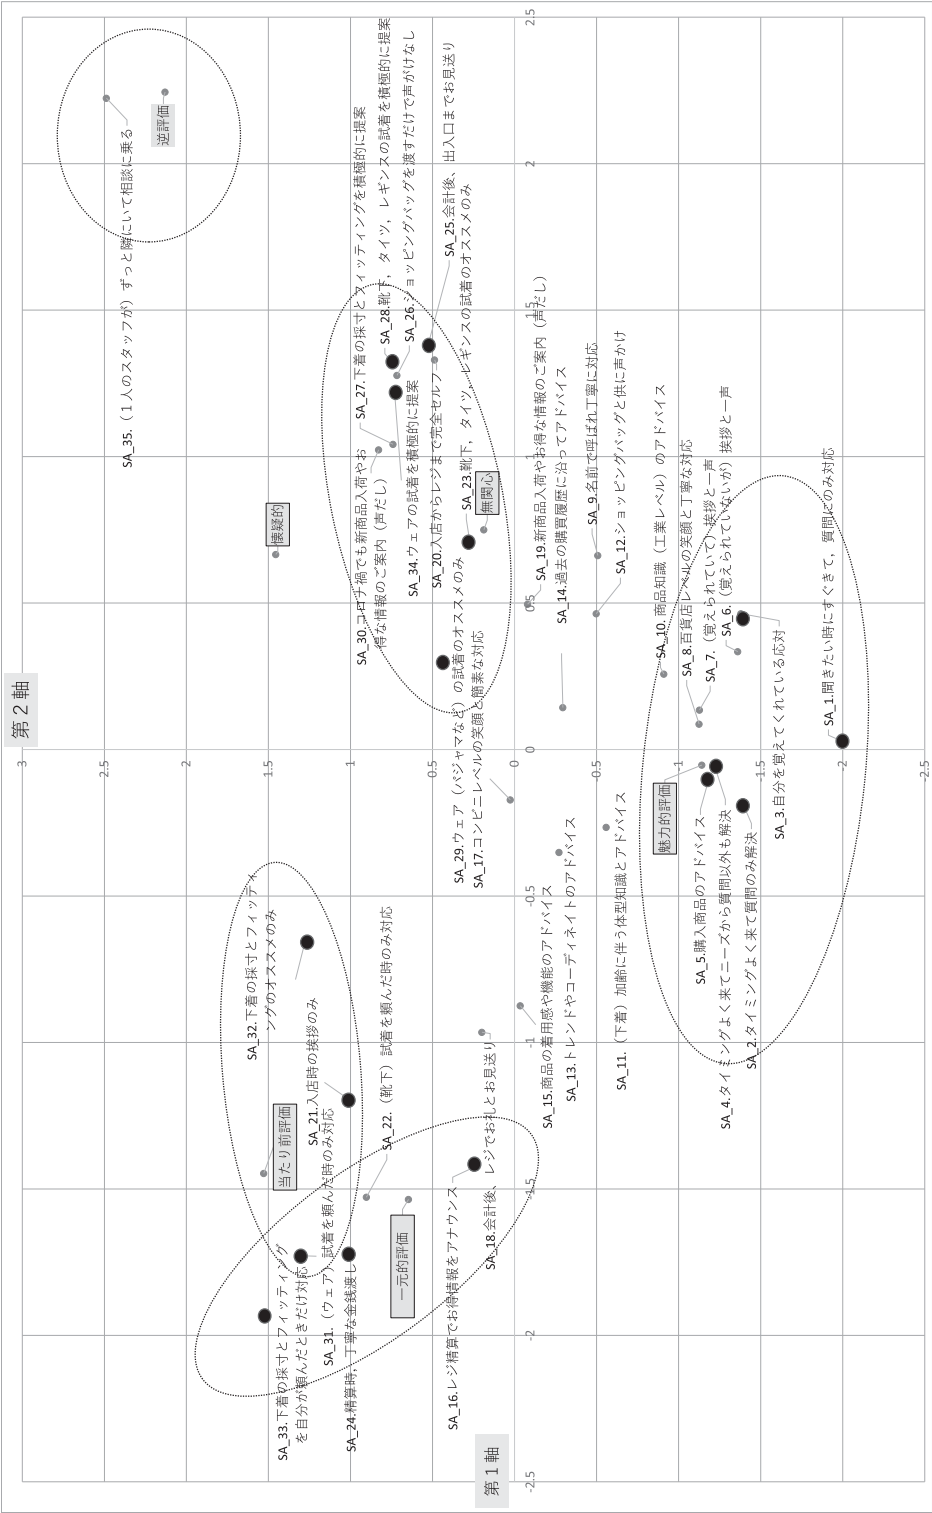 第2軸
第1軸
3
2.5
2
1.5
1
0.5
0
-0.5
-1
-1.5
-2
-2.5
-2.5
-2
-1.5
-1
-0.5
0.5
1
1.5
2
2.5
逆評価
懐疑的
無関心
当たり前評価
一元的評価
魅力的評価
SA_35.（１人のスタッフが）ずっと隣にいて相談に乗る
SA_27.下着の採寸とフィッティングを積極的に提案
SA_28.靴下，タイツ，レギンスの試着を積極的に提案
SA_26.ショッピングバッグを渡すだけで声がけなし
SA_25.会計後、出入口までお見送り
SA_30.コロナ禍でも新商品入荷やお
得な情報のご案内（声だし）
SA_34.ウェアの試着を積極的に提案
SA_20.入店からレジまで完全セルフ
SA_23.靴下，タイツ，レギンスの試着のオススメのみ
SA_29.ウェア（パジャマなど）の試着のオススメのみ
SA_17.コンビニレベルの笑顔と簡素な対応
SA_19.新商品入荷やお得な情報のご案内（声だし）
SA_14.過去の購買履歴に沿ってアドバイス
SA_9.名前で呼ばれ丁寧に対応
SA_12.ショッピングバッグと供に声かけ
SA_10. 商品知識（工業レベル）のアドバイス
SA_8.百貨店レベルの笑顔と丁寧な対応
SA_7.（覚えられていて）挨拶と一声
SA_6.（覚えられていないが）挨拶と一声
SA_3.自分を覚えてくれている応対
SA_1.聞きたい時にすぐきて，質問にのみ対応
SA_32.下着の採寸とフィッティ
ングのオススメのみ
SA_21.入店時の挨拶のみ
SA_31.（ウェア）試着を頼んだ時のみ対応
SA_22.（靴下）試着を頼んだ時のみ対応
SA_33.下着の採寸とフィッティング
を自分が頼んだときだけ対応
SA_24.精算時，丁寧な金銭渡し
SA_16.レジ精算でお得情報をアナウンス
SA_18.会計後、レジでお礼とお見送り
SA_15.商品の着用感や機能のアドバイス
SA_13.トレンドやコーディネイトのアドバイス
SA_11.（下着）加齢に伴う体型知識とアドバイス
SA_5.購入商品のアドバイス
SA_4.タイミングよく来てニーズから質問以外も解決
SA_2.タイミングよく来て質問のみ解決